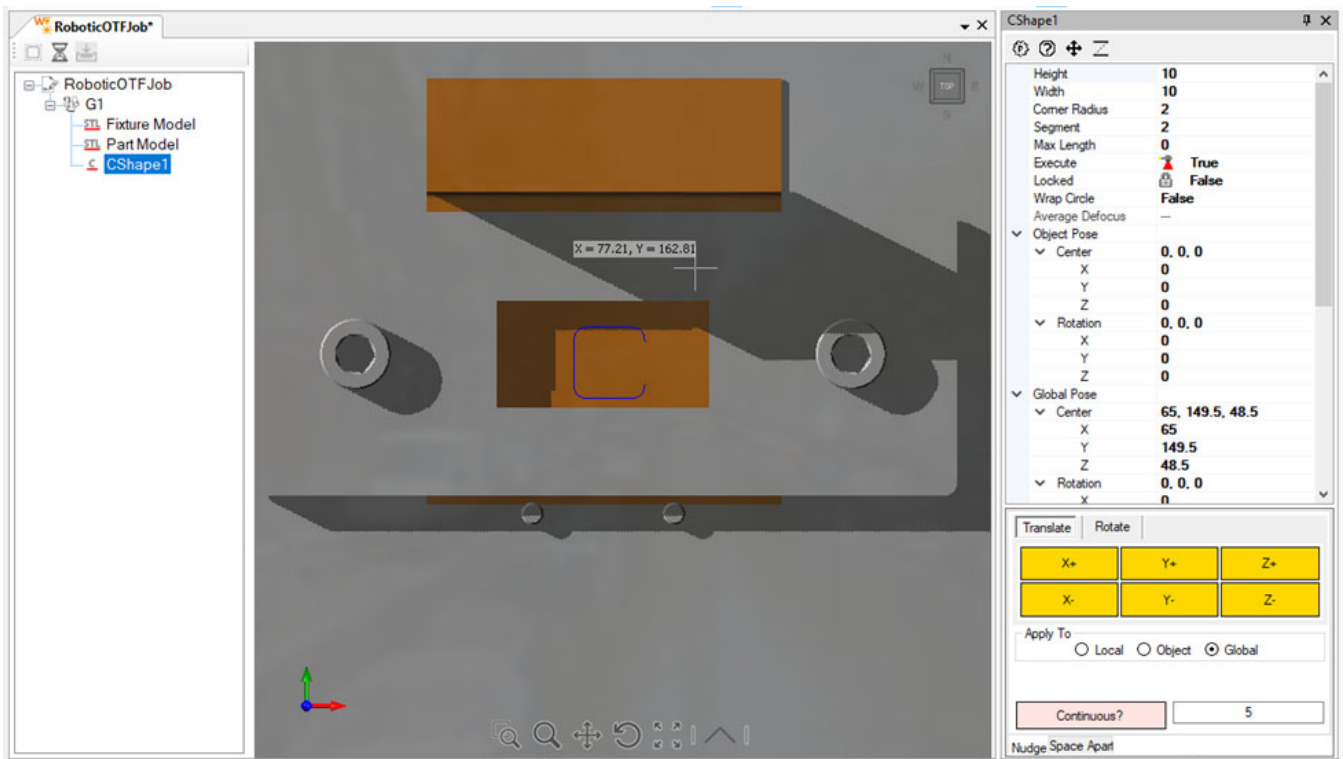 RoboticOTFJob*
RoboticOTFJob
G1
STL Fixture Model
STL Part Model
C CShape1
X = 77.21, Y = 162.81
N
W TOP E
S
CShape1
Height 10
Width 10
Corner Radius 2
Segment 2
Max Length 0
Execute True
Locked False
Wrap Circle False
Average Defocus ---
Object Pose
Center 0, 0, 0
X 0
Y 0
Z 0
Rotation 0, 0, 0
X 0
Y 0
Z 0
Global Pose
Center 65, 149.5, 48.5
X 65
Y 149.5
Z 48.5
Rotation 0, 0, 0
X 0
Translate Rotate
X+ Y+ Z+
X- Y- Z-
Apply To
Local Object Global
Continuous? 5
Nudge Space Apart